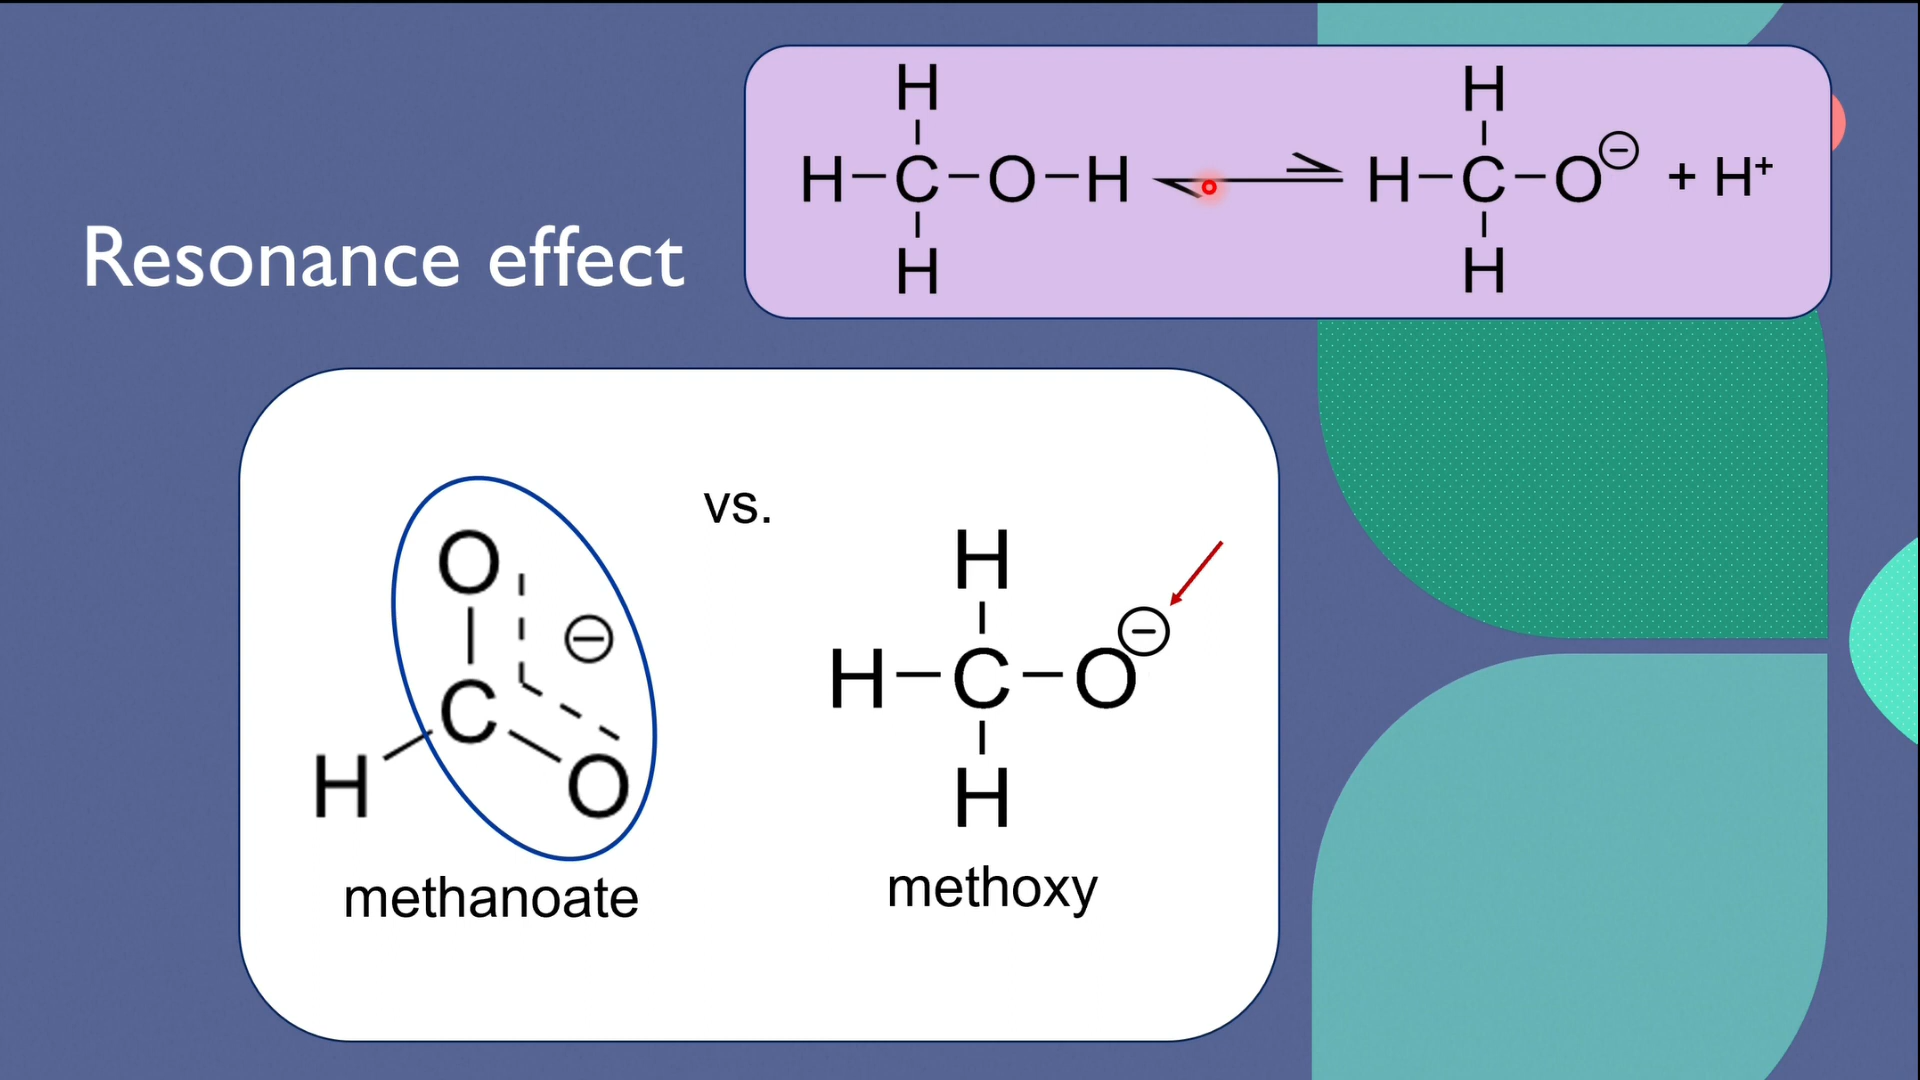 Resonance effect
H
H–C–O–H
H
H
H–C–O⊖ + H⁺
H
vs.
O
⊖
C
H
O
methanoate
H
⊖
H–C–O
H
methoxy